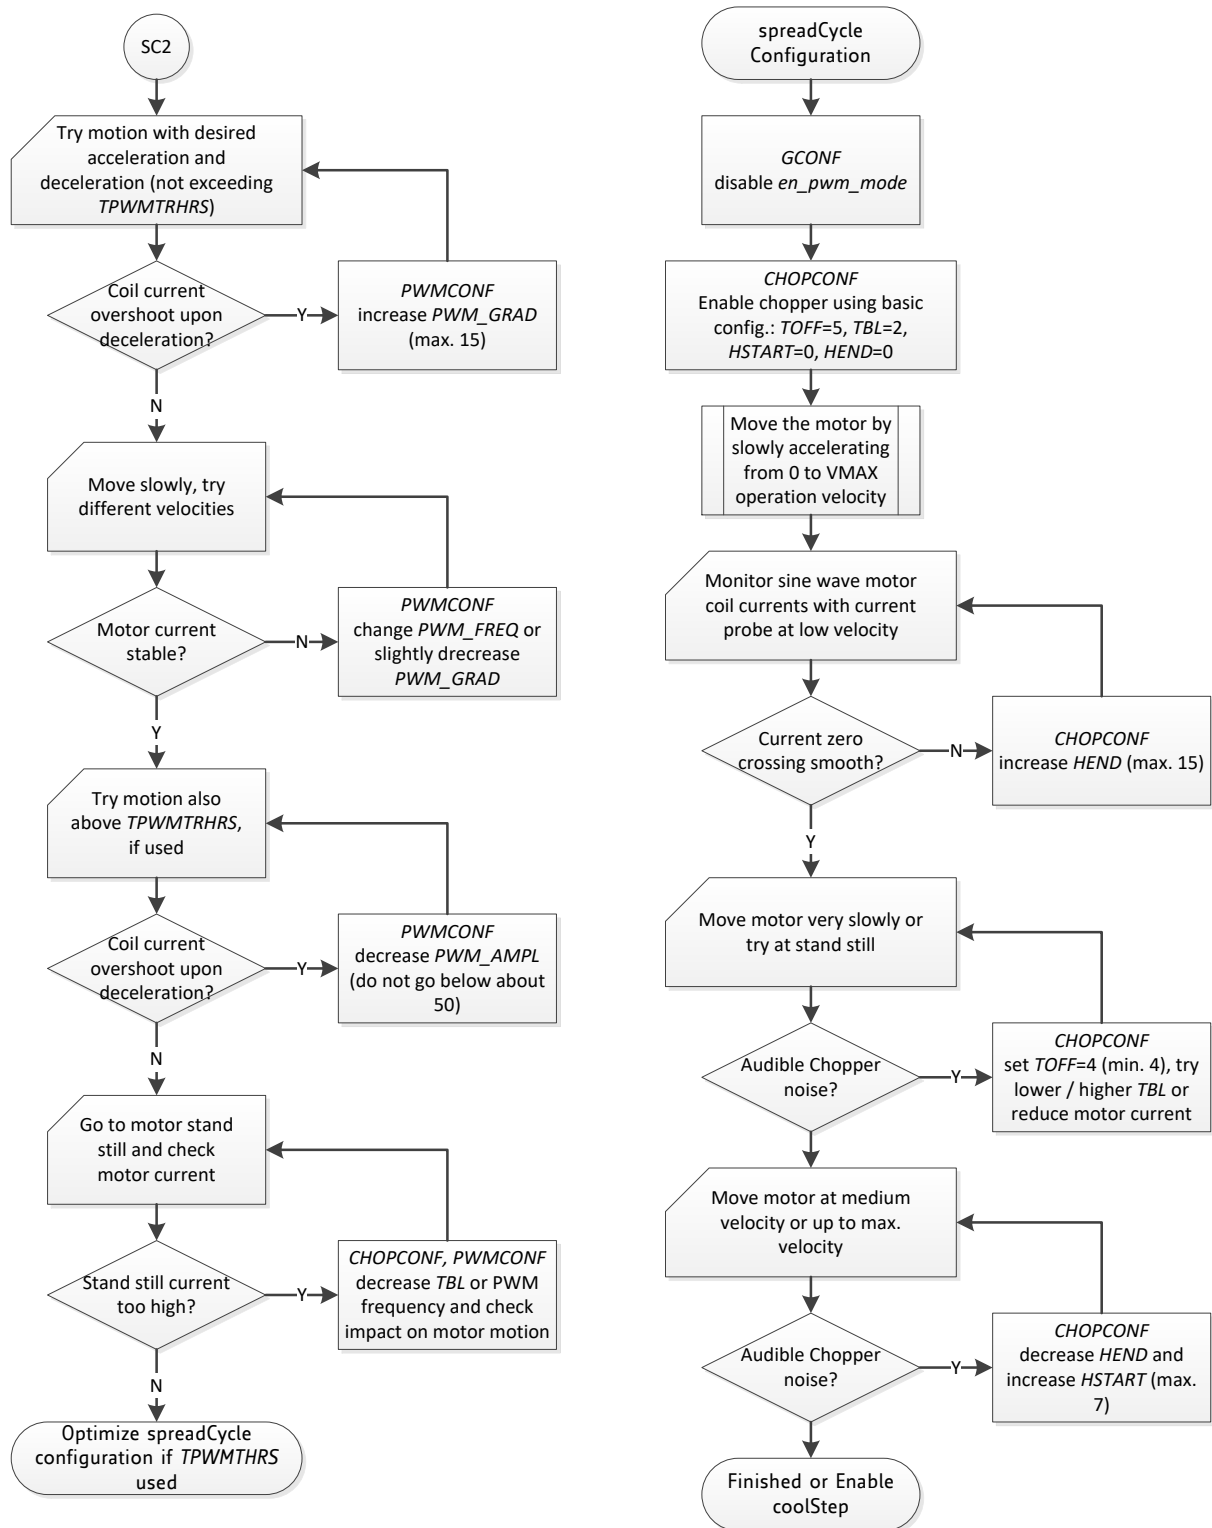 SC2
Try motion with desired
acceleration and
deceleration (not exceeding
TPWMTRHRS)
Coil current
overshoot upon
deceleration?
Y
PWMCONF
increase PWM_GRAD
(max. 15)
N
Move slowly, try
different velocities
Motor current
stable?
N
PWMCONF
change PWM_FREQ or
slightly drecrease
PWM_GRAD
Y
Try motion also
above TPWMTRHRS,
if used
Coil current
overshoot upon
deceleration?
Y
PWMCONF
decrease PWM_AMPL
(do not go below about
50)
N
Go to motor stand
still and check
motor current
Stand still current
too high?
Y
CHOPCONF, PWMCONF
decrease TBL or PWM
frequency and check
impact on motor motion
N
Optimize spreadCycle
configuration if TPWMTHRS
used
spreadCycle
Configuration
GCONF
disable en_pwm_mode
CHOPCONF
Enable chopper using basic
config.: TOFF=5, TBL=2,
HSTART=0, HEND=0
Move the motor by
slowly accelerating
from 0 to VMAX
operation velocity
Monitor sine wave motor
coil currents with current
probe at low velocity
Current zero
crossing smooth?
N
CHOPCONF
increase HEND (max. 15)
Y
Move motor very slowly or
try at stand still
Audible Chopper
noise?
Y
CHOPCONF
set TOFF=4 (min. 4), try
lower / higher TBL or
reduce motor current
Move motor at medium
velocity or up to max.
velocity
Audible Chopper
noise?
Y
CHOPCONF
decrease HEND and
increase HSTART (max.
7)
Finished or Enable
coolStep